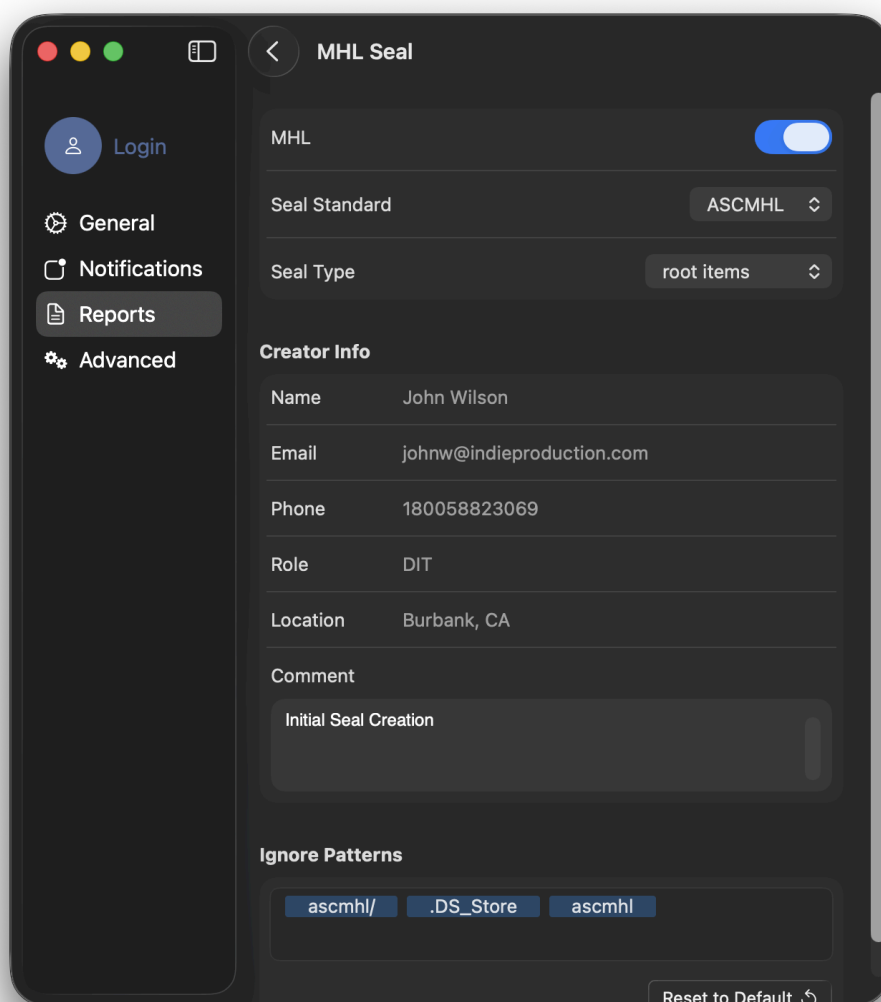 MHL Seal
Login
General
Notifications
Reports
Advanced
MHL
Seal Standard ASCMHL
Seal Type root items
Creator Info
Name John Wilson
Email johnw@indieproduction.com
Phone 180058823069
Role DIT
Location Burbank, CA
Comment
Initial Seal Creation
Ignore Patterns
ascmhl/ .DS_Store ascmhl
Reset to Default